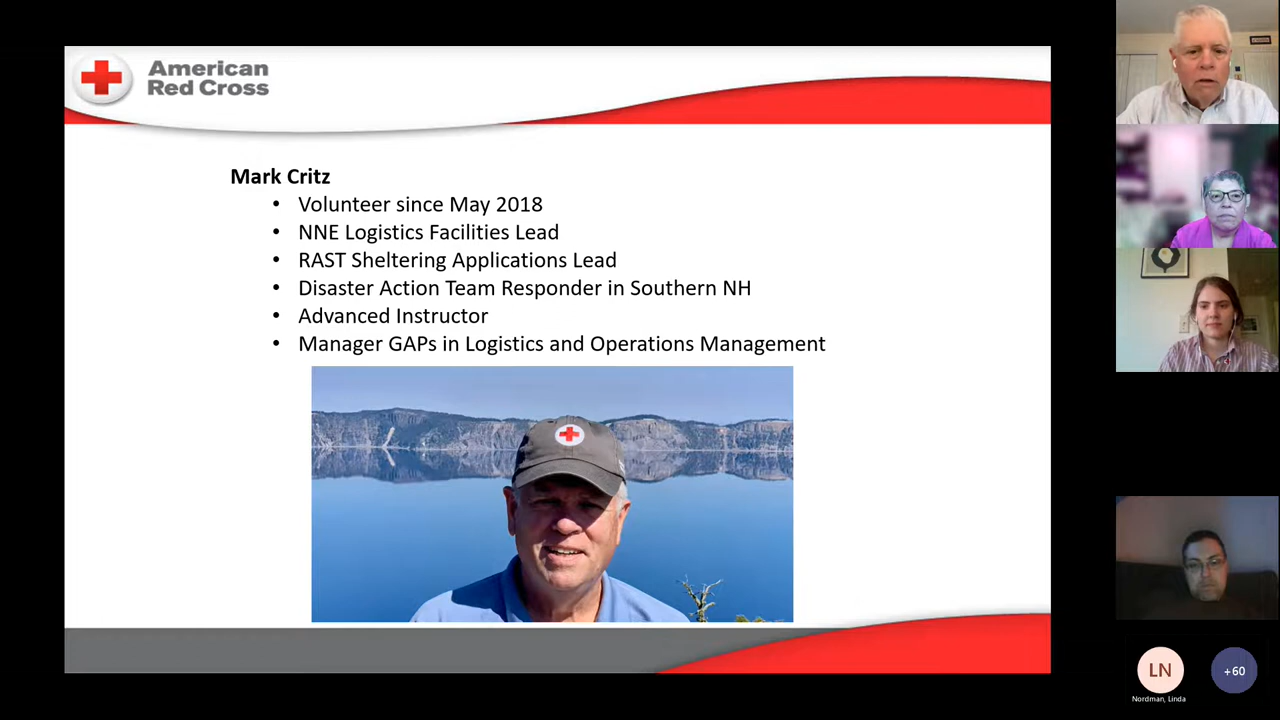 American
Red Cross
Mark Critz
• Volunteer since May 2018
• NNE Logistics Facilities Lead
• RAST Sheltering Applications Lead
• Disaster Action Team Responder in Southern NH
• Advanced Instructor
• Manager GAPs in Logistics and Operations Management
LN
+60
Nordman, Linda